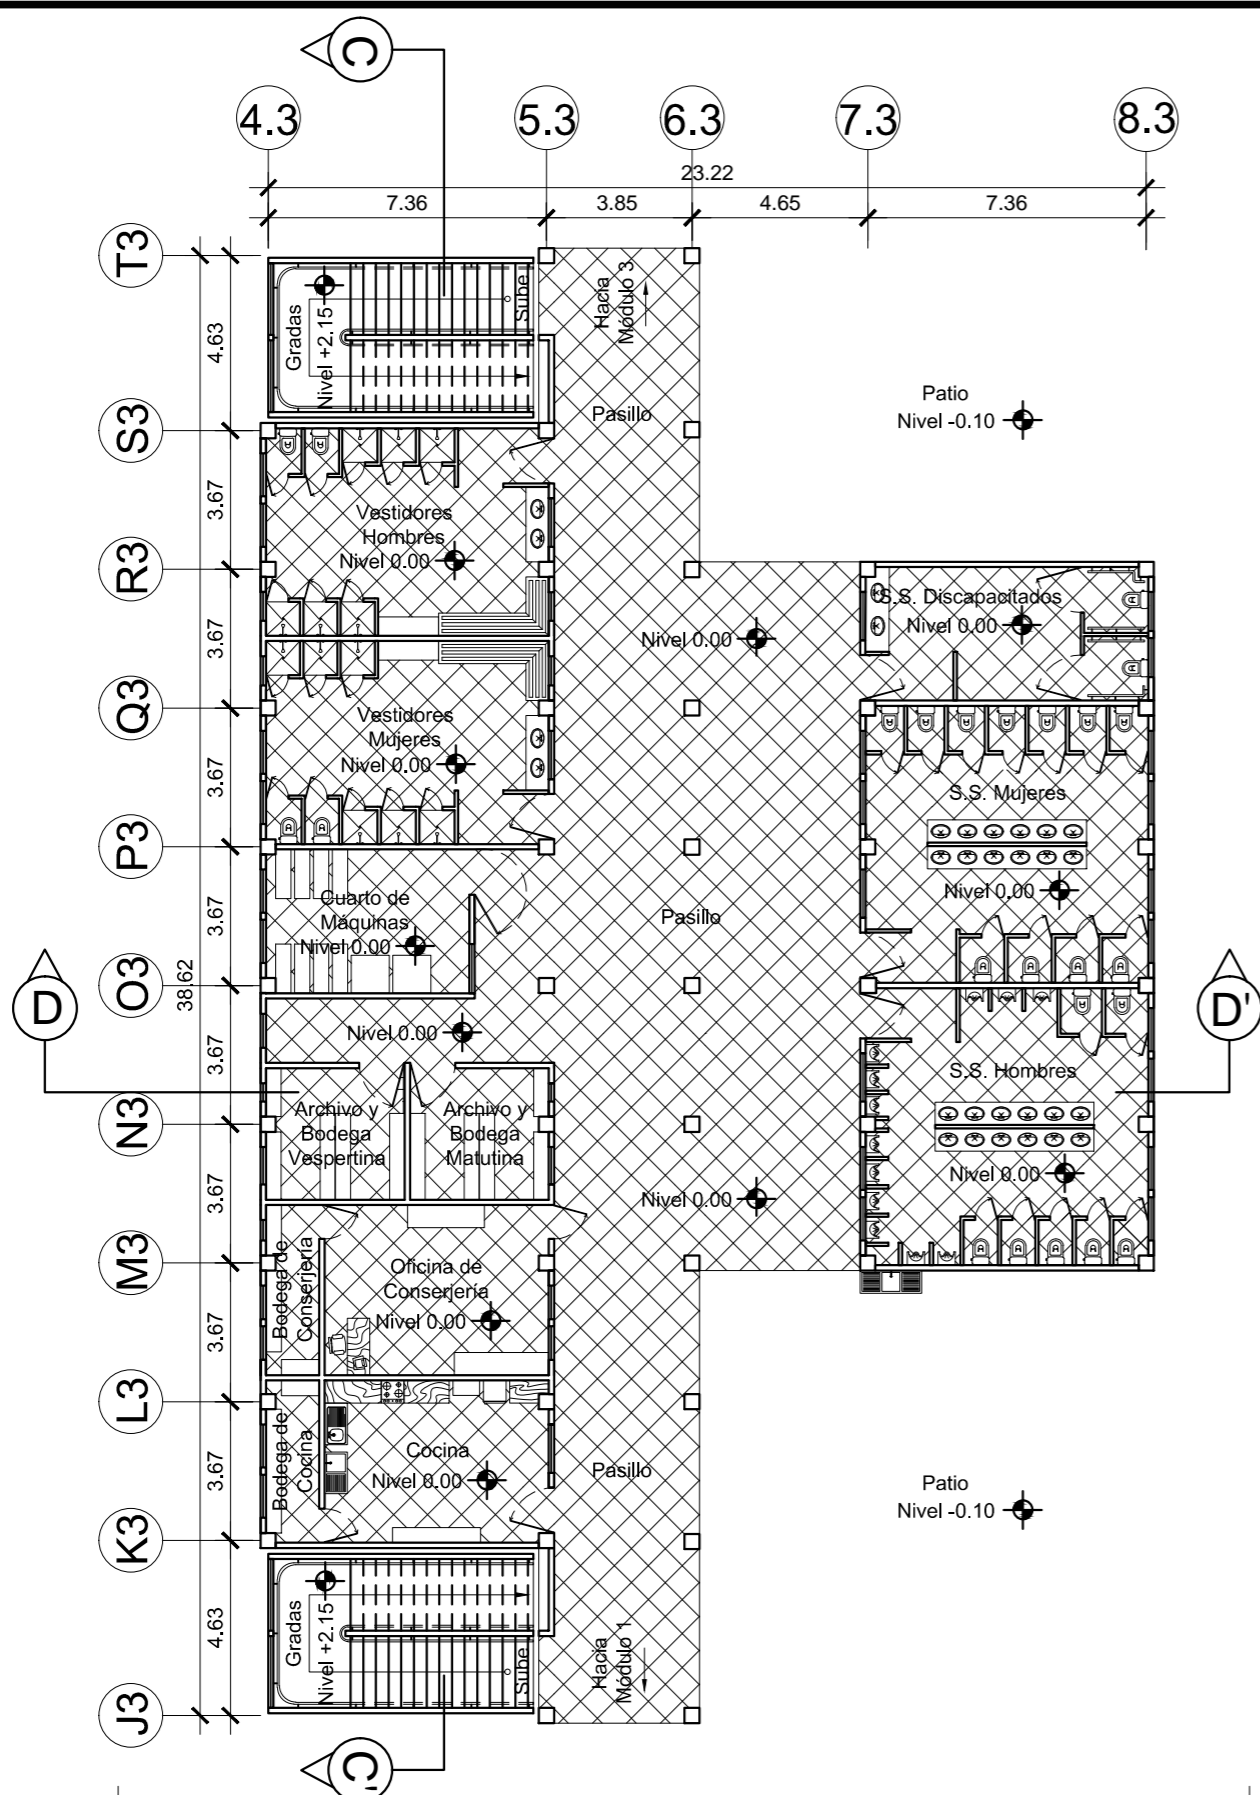 C
4.3
5.3
6.3
7.3
8.3
23.22
7.36
3.85
4.65
7.36
T3
S3
R3
Q3
P3
O3
N3
M3
L3
K3
J3
4.63
3.67
3.67
3.67
3.67
3.67
3.67
3.67
3.67
4.63
38.62
Gradas
Nivel +2.15
Sube
Hacia
Módulo 3
Pasillo
Patio
Nivel -0.10
Vestidores
Hombres
Nivel 0.00
Nivel 0.00
S.S. Discapacitados
Nivel 0.00
Vestidores
Mujeres
Nivel 0.00
S.S. Mujeres
Nivel 0.00
Cuarto de
Máquinas
Nivel 0.00
Pasillo
D
D'
Nivel 0.00
S.S. Hombres
Nivel 0.00
Archivo y
Bodega
Vespertina
Archivo y
Bodega
Matutina
Nivel 0.00
Bodega de
Conserjería
Oficina de
Conserjería
Nivel 0.00
Bodega de
Cocina
Cocina
Nivel 0.00
Pasillo
Patio
Nivel -0.10
Gradas
Nivel +2.15
Sube
Hacia
Módulo 1
C'